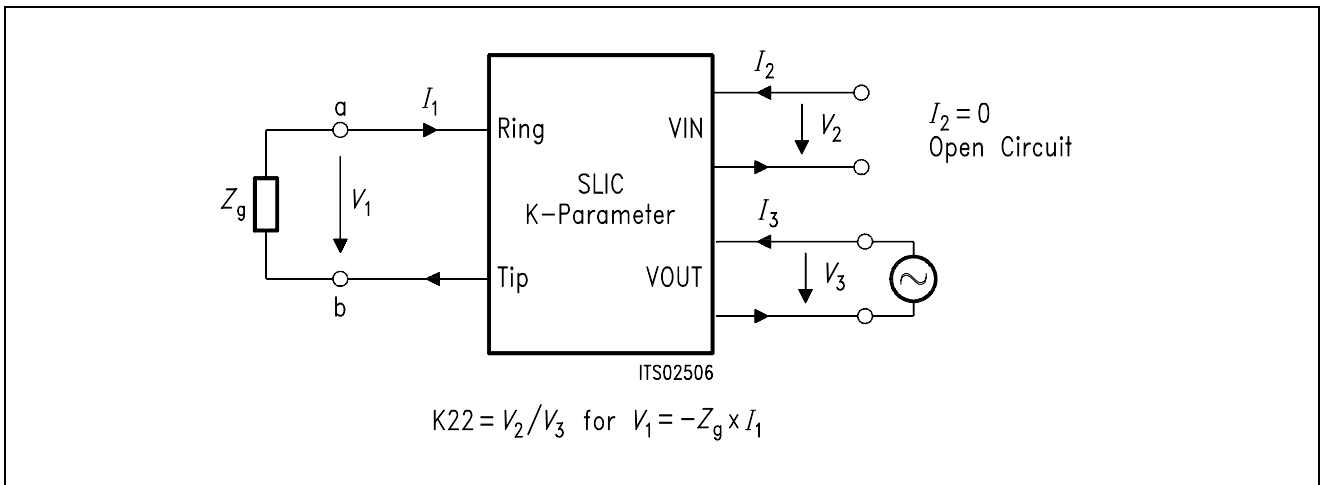 a
I1
Ring
Zg
V1
Tip
b
SLIC
K-Parameter
VIN
VOUT
I2
V2
I2 = 0
Open Circuit
I3
V3
ITS02506
K22 = V2/V3 for V1 = -Zg x I1